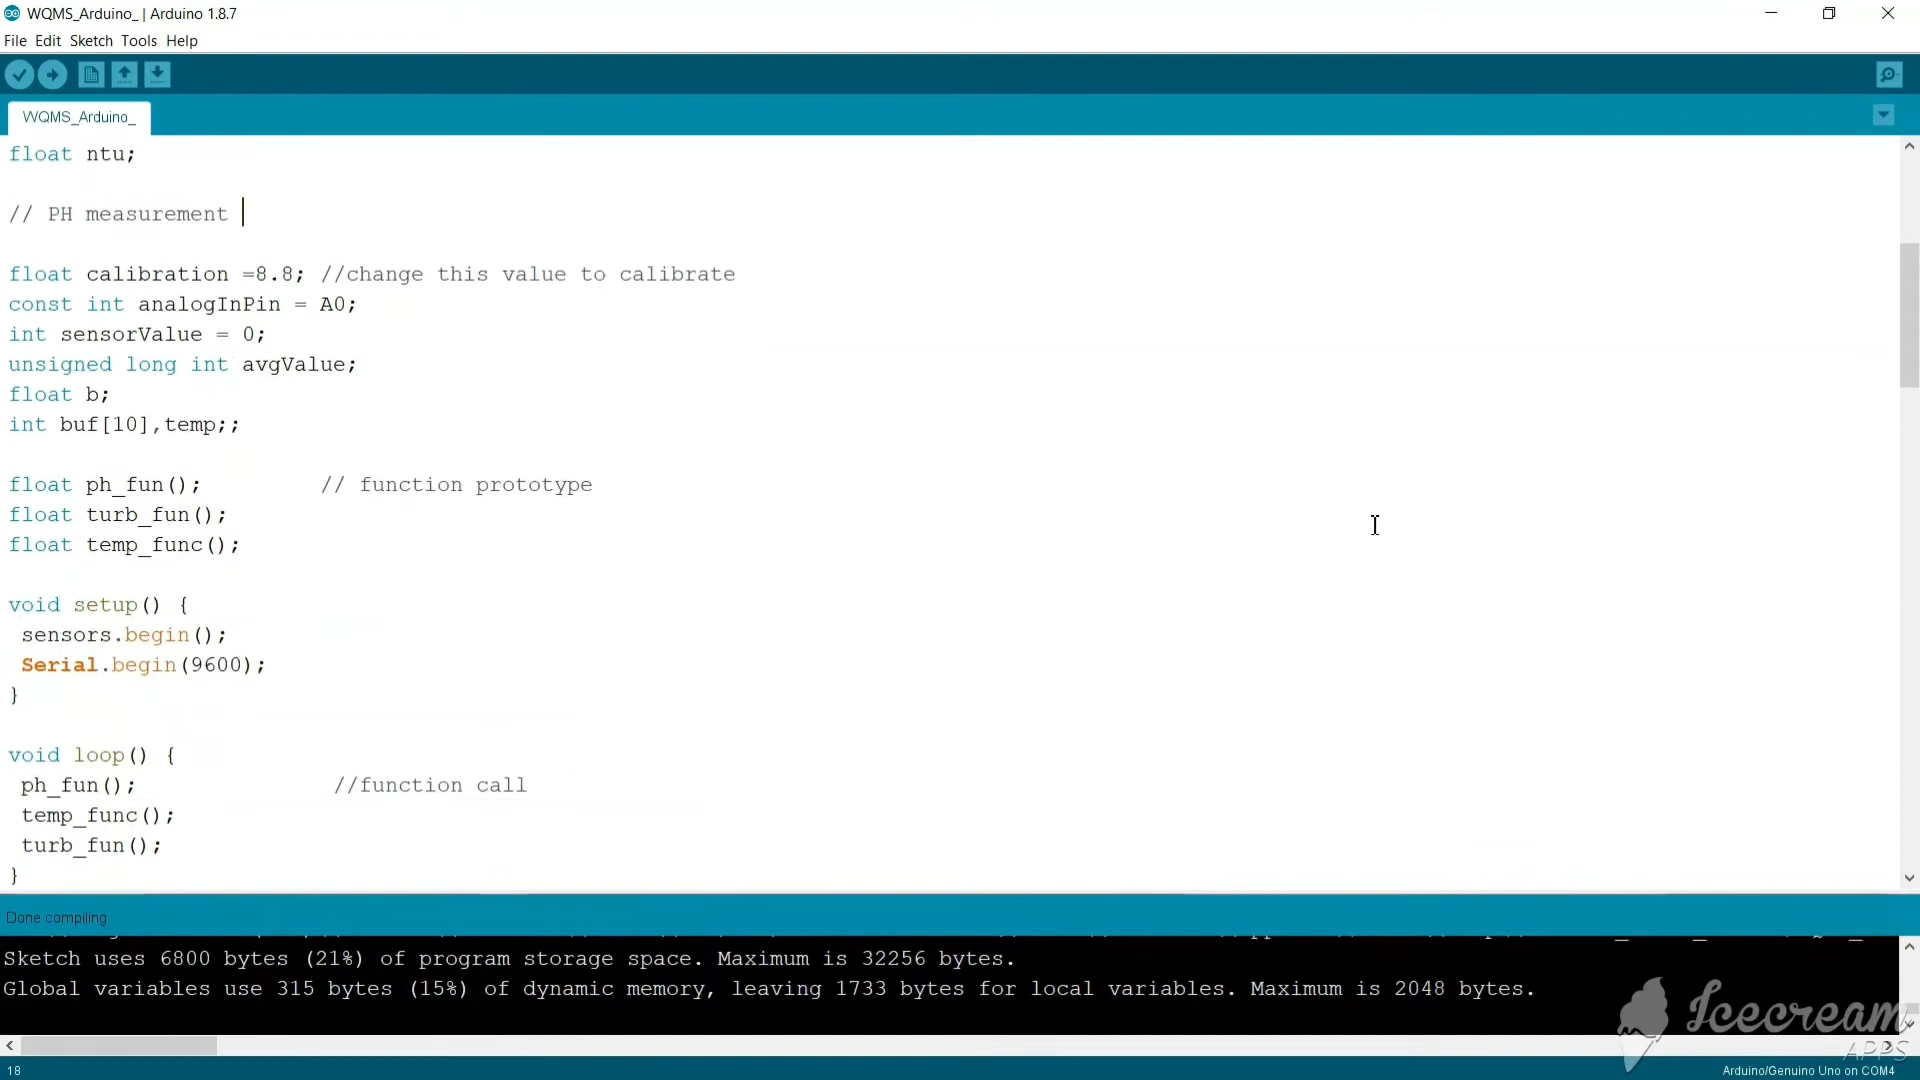 WQMS_Arduino_ | Arduino 1.8.7
File Edit Sketch Tools Help
WQMS_Arduino_
float ntu;
// PH measurement
float calibration =8.8; //change this value to calibrate
const int analogInPin = A0;
int sensorValue = 0;
unsigned long int avgValue;
float b;
int buf[10],temp;;
float ph_fun(); // function prototype
float turb_fun();
float temp_func();
void setup() {
sensors.begin();
Serial.begin(9600);
}
void loop() {
ph_fun(); //function call
temp_func();
turb_fun();
}
Done compiling
Sketch uses 6800 bytes (21%) of program storage space. Maximum is 32256 bytes.
Global variables use 315 bytes (15%) of dynamic memory, leaving 1733 bytes for local variables. Maximum is 2048 bytes.
Icecream
APPS
18
Arduino/Genuino Uno on COM4